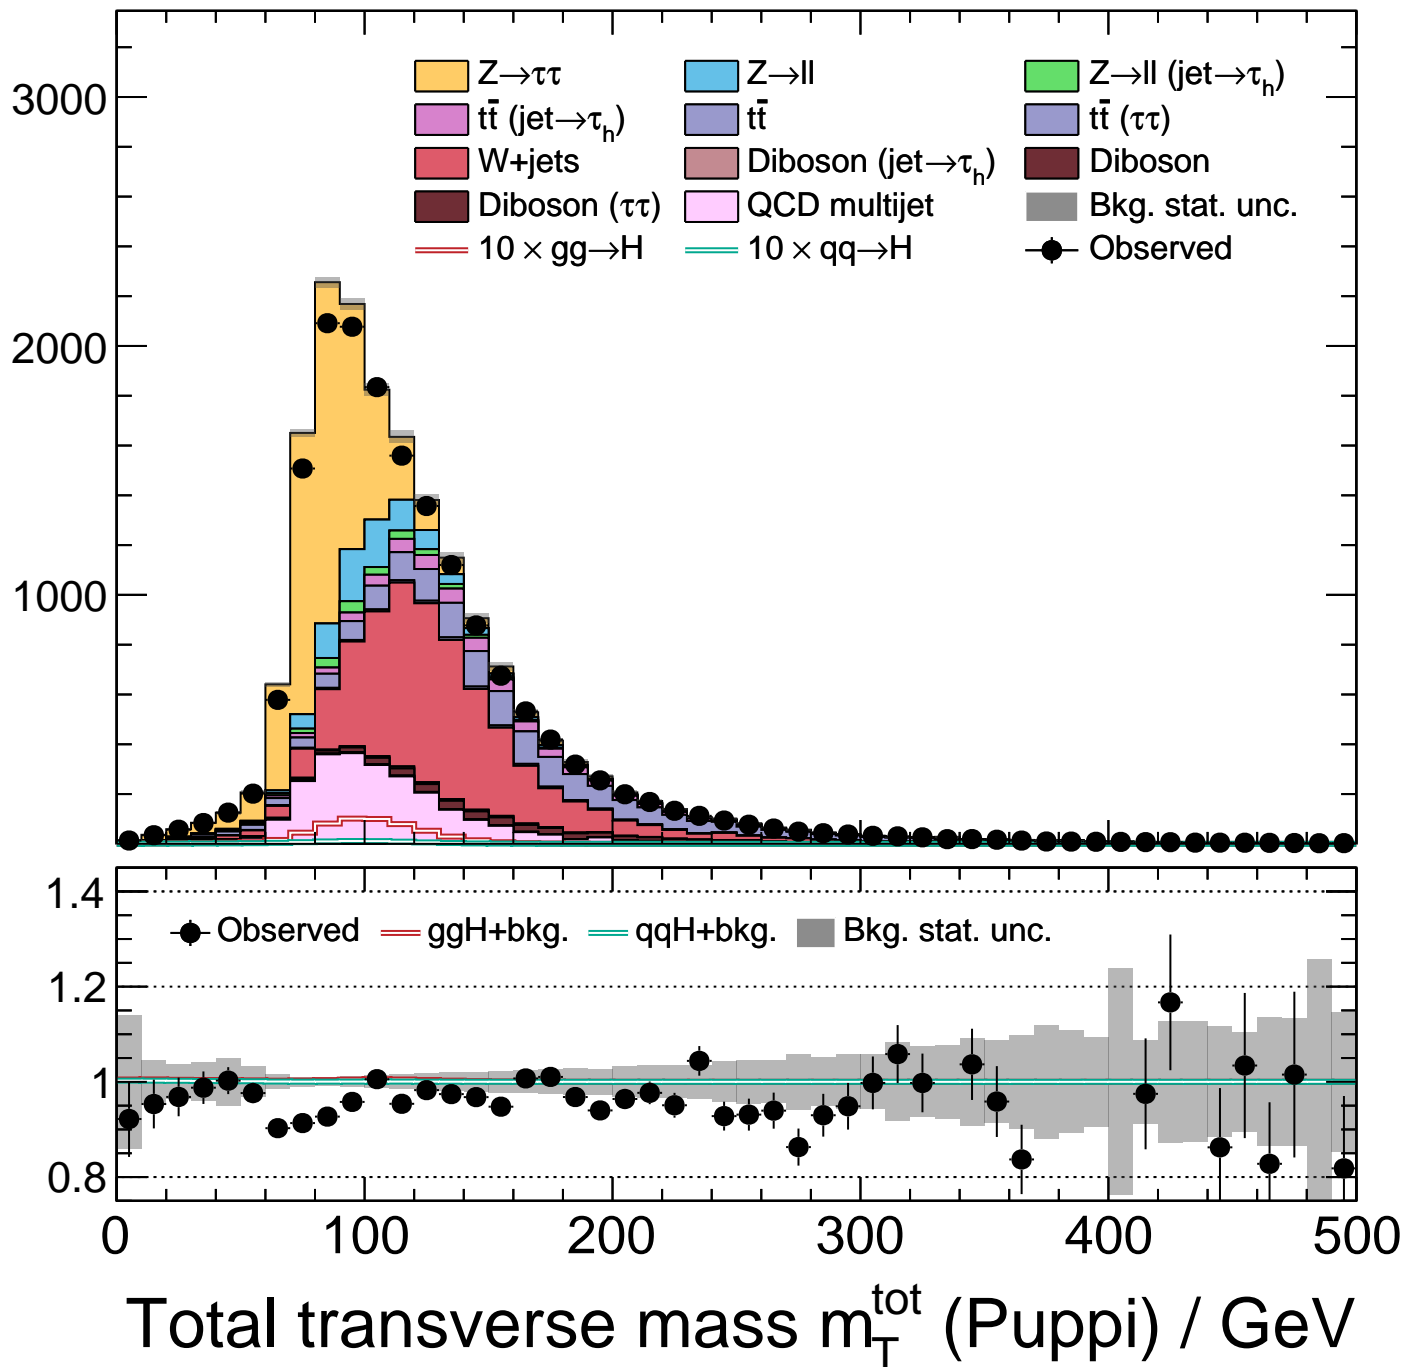 3000
2000
1000
Z→ττ Z→ll Z→ll (jet→τh)
tt̄ (jet→τh) tt̄ tt̄ (ττ)
W+jets Diboson (jet→τh) Diboson
Diboson (ττ) QCD multijet Bkg. stat. unc.
10 × gg→H 10 × qq→H Observed
1.4
1.2
1
0.8
Observed ggH+bkg. qqH+bkg. Bkg. stat. unc.
0 100 200 300 400 500
Total transverse mass m_T^tot (Puppi) / GeV